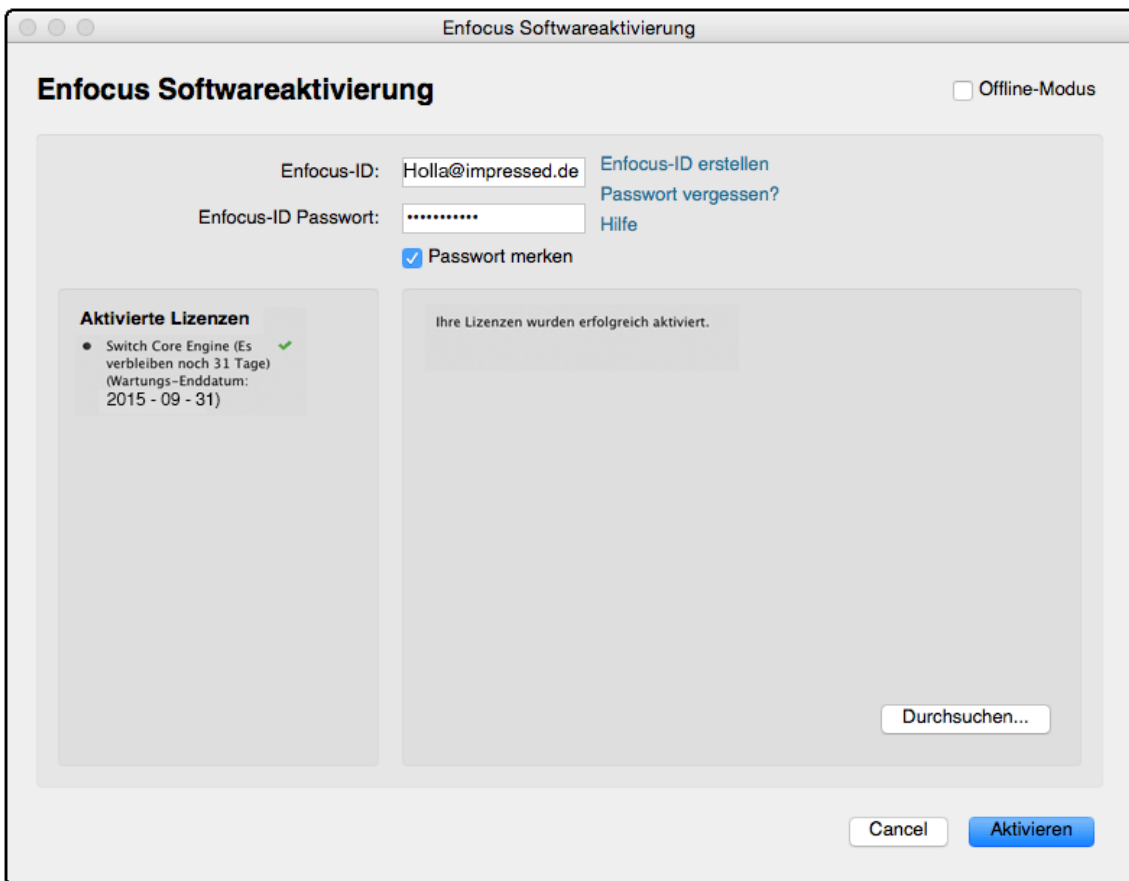 Enfocus Softwareaktivierung
Enfocus Softwareaktivierung
Offline-Modus
Enfocus-ID:
Holla@impressed.de
Enfocus-ID erstellen
Passwort vergessen?
Enfocus-ID Passwort:
•••••••••••
Hilfe
Passwort merken
Aktivierte Lizenzen
• Switch Core Engine (Es
verbleiben noch 31 Tage)
(Wartungs-Enddatum:
2015 - 09 - 31)
Ihre Lizenzen wurden erfolgreich aktiviert.
Durchsuchen...
Cancel
Aktivieren